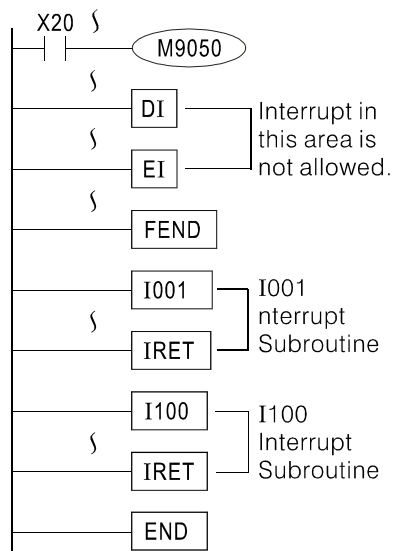 X20
M9050
DI
Interrupt in
this area is
not allowed.
EI
FEND
I001
I001
nterrupt
Subroutine
IRET
I100
I100
Interrupt
Subroutine
IRET
END